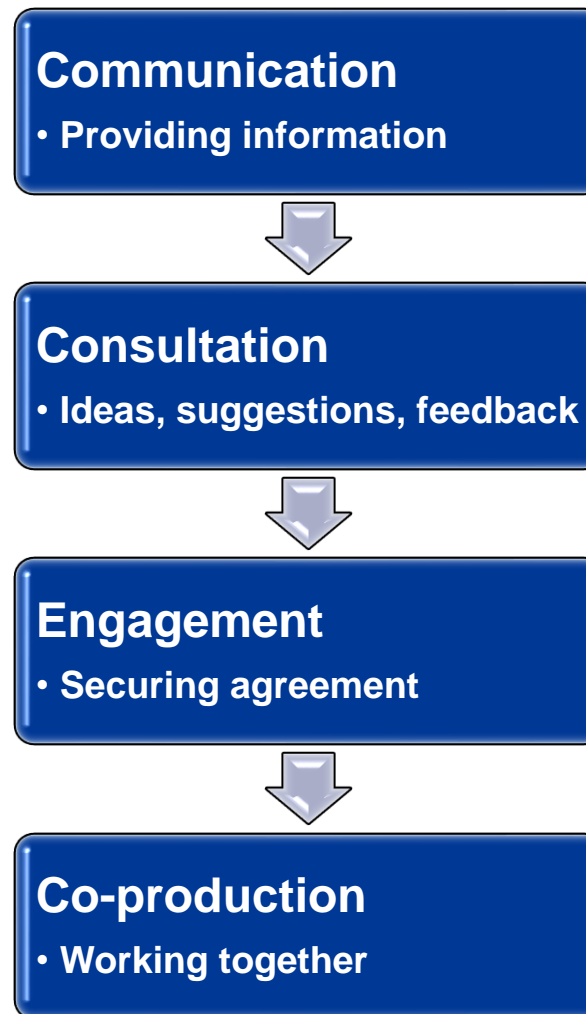 Communication
• Providing information
Consultation
• Ideas, suggestions, feedback
Engagement
• Securing agreement
Co-production
• Working together